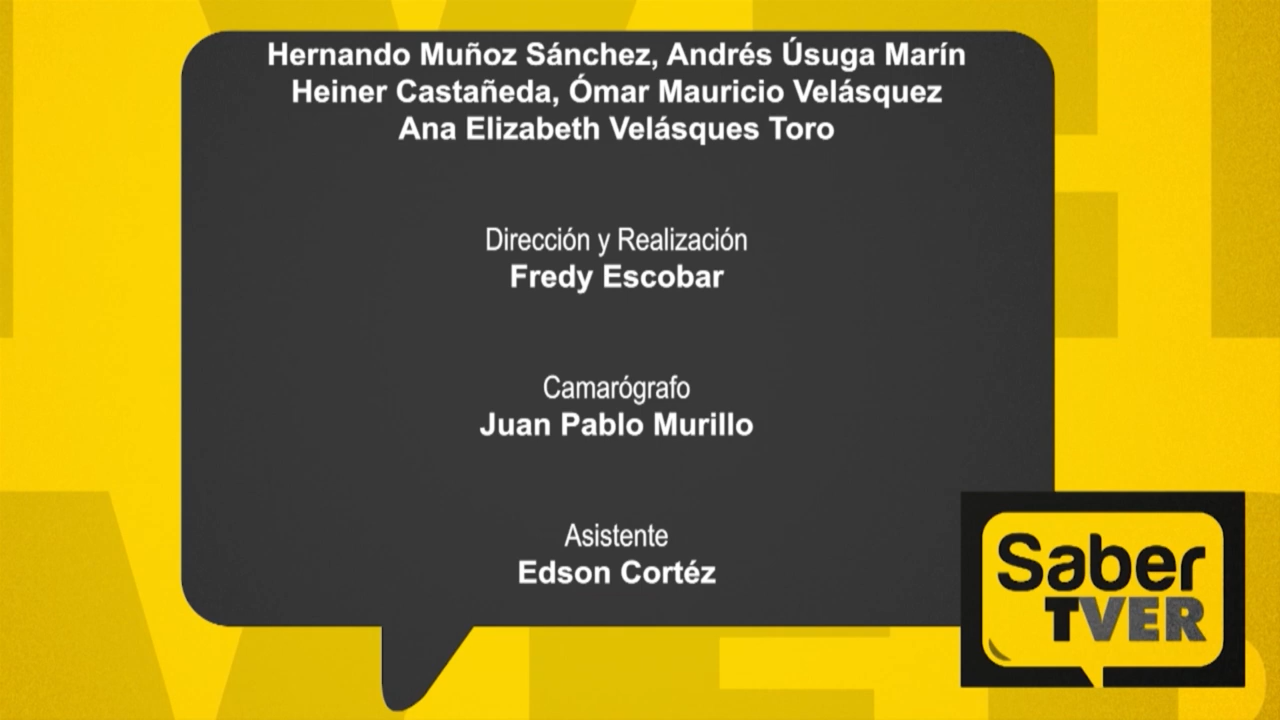 Hernando Muñoz Sánchez, Andrés Úsuga Marín
Heiner Castañeda, Ómar Mauricio Velásquez
Ana Elizabeth Velásques Toro
Dirección y Realización
Fredy Escobar
Camarógrafo
Juan Pablo Murillo
Asistente
Edson Cortéz
Saber
TVER